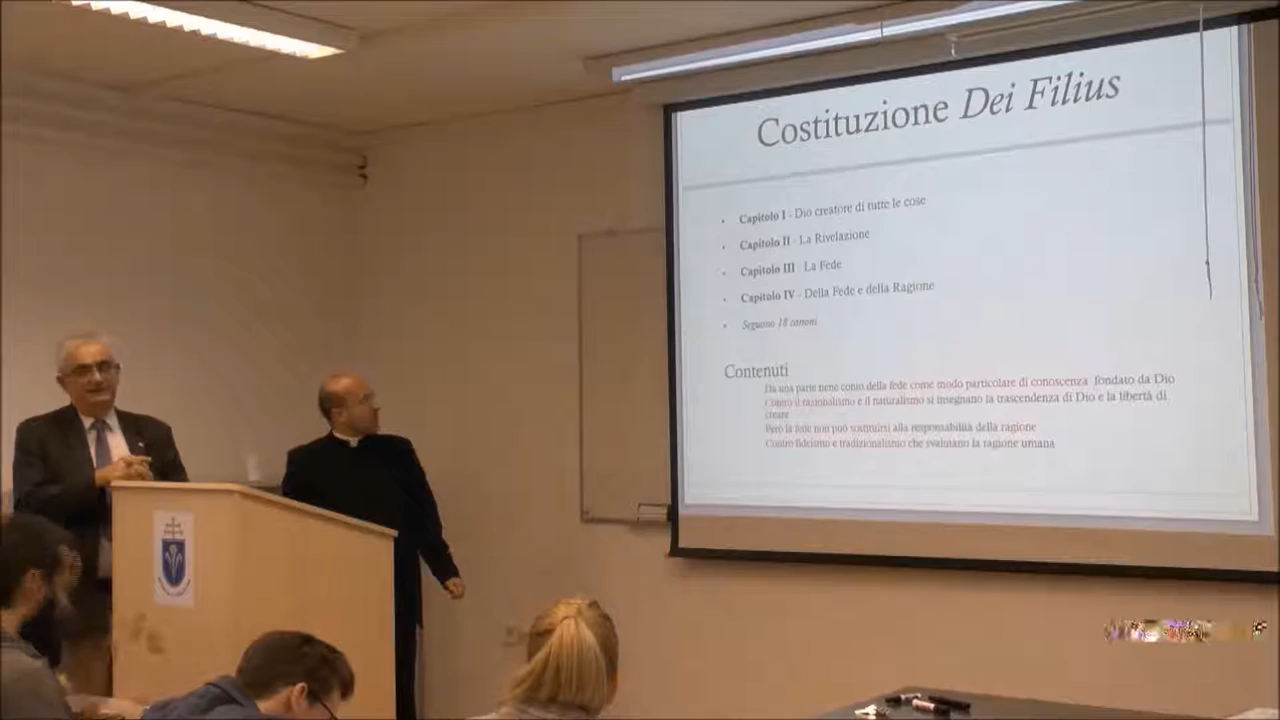 Costituzione Dei Filius
Capitolo I - Dio creatore di tutte le cose
Capitolo II - La Rivelazione
Capitolo III - La Fede
Capitolo IV - Della Fede e della Ragione
Seguono 18 canoni
Contenuti
Da una parte tiene conto della fede come modo particolare di conoscenza fondato da Dio
Contro il razionalismo e il naturalismo si insegnano la trascendenza di Dio e la libertà di
creare
Però la fede non può sostituirsi alla responsabilità della ragione
Contro fideismo e tradizionalismo che svalutano la ragione umana